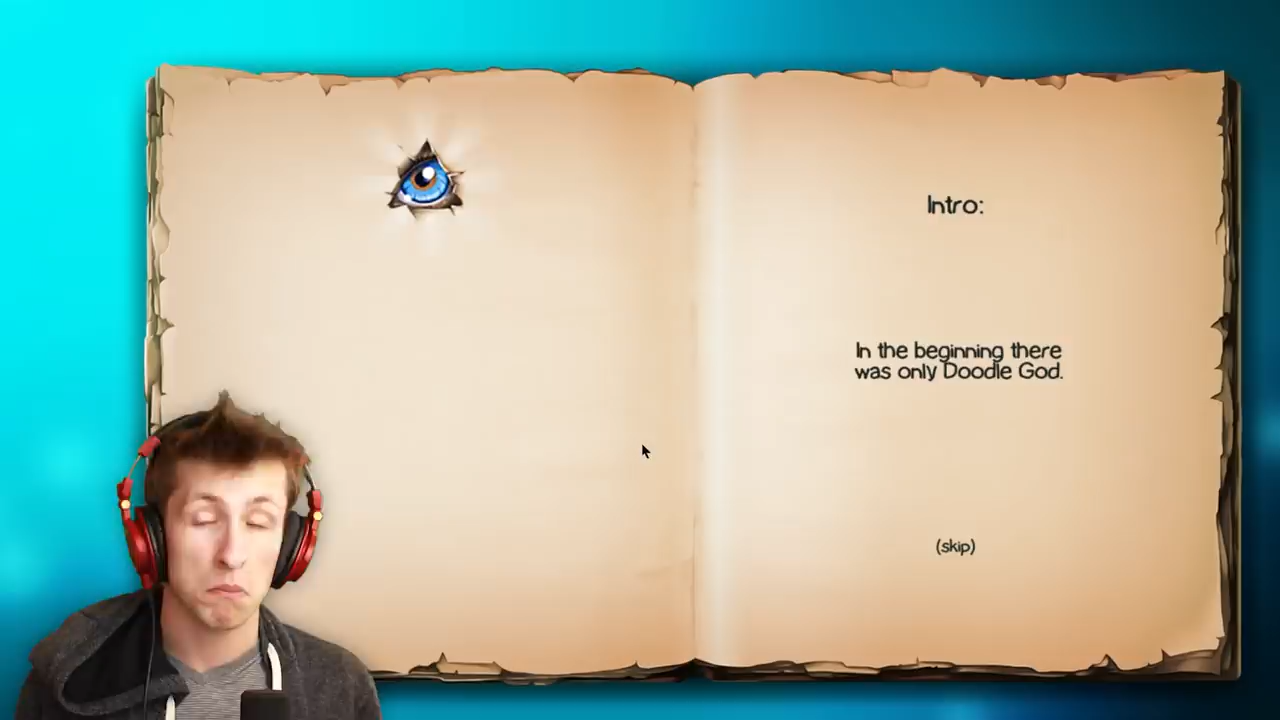 Intro:
In the beginning there
was only Doodle God.
(skip)